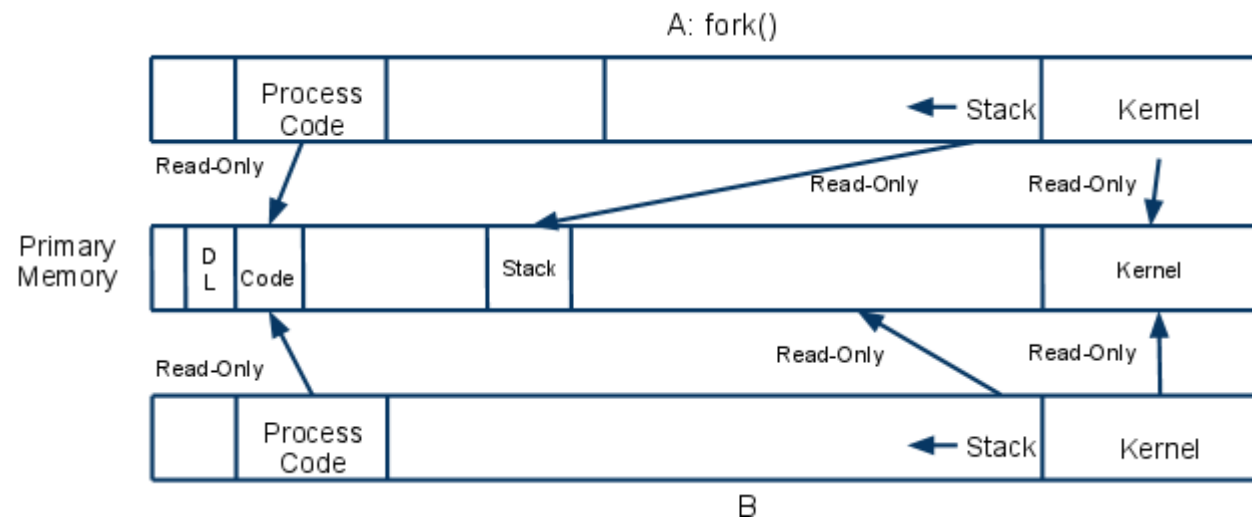 A: fork()
Process
Code
Stack
Kernel
Read-Only
Read-Only
Read-Only
Primary
Memory
D
L
Code
Stack
Kernel
Read-Only
Read-Only
Read-Only
Process
Code
Stack
Kernel
B